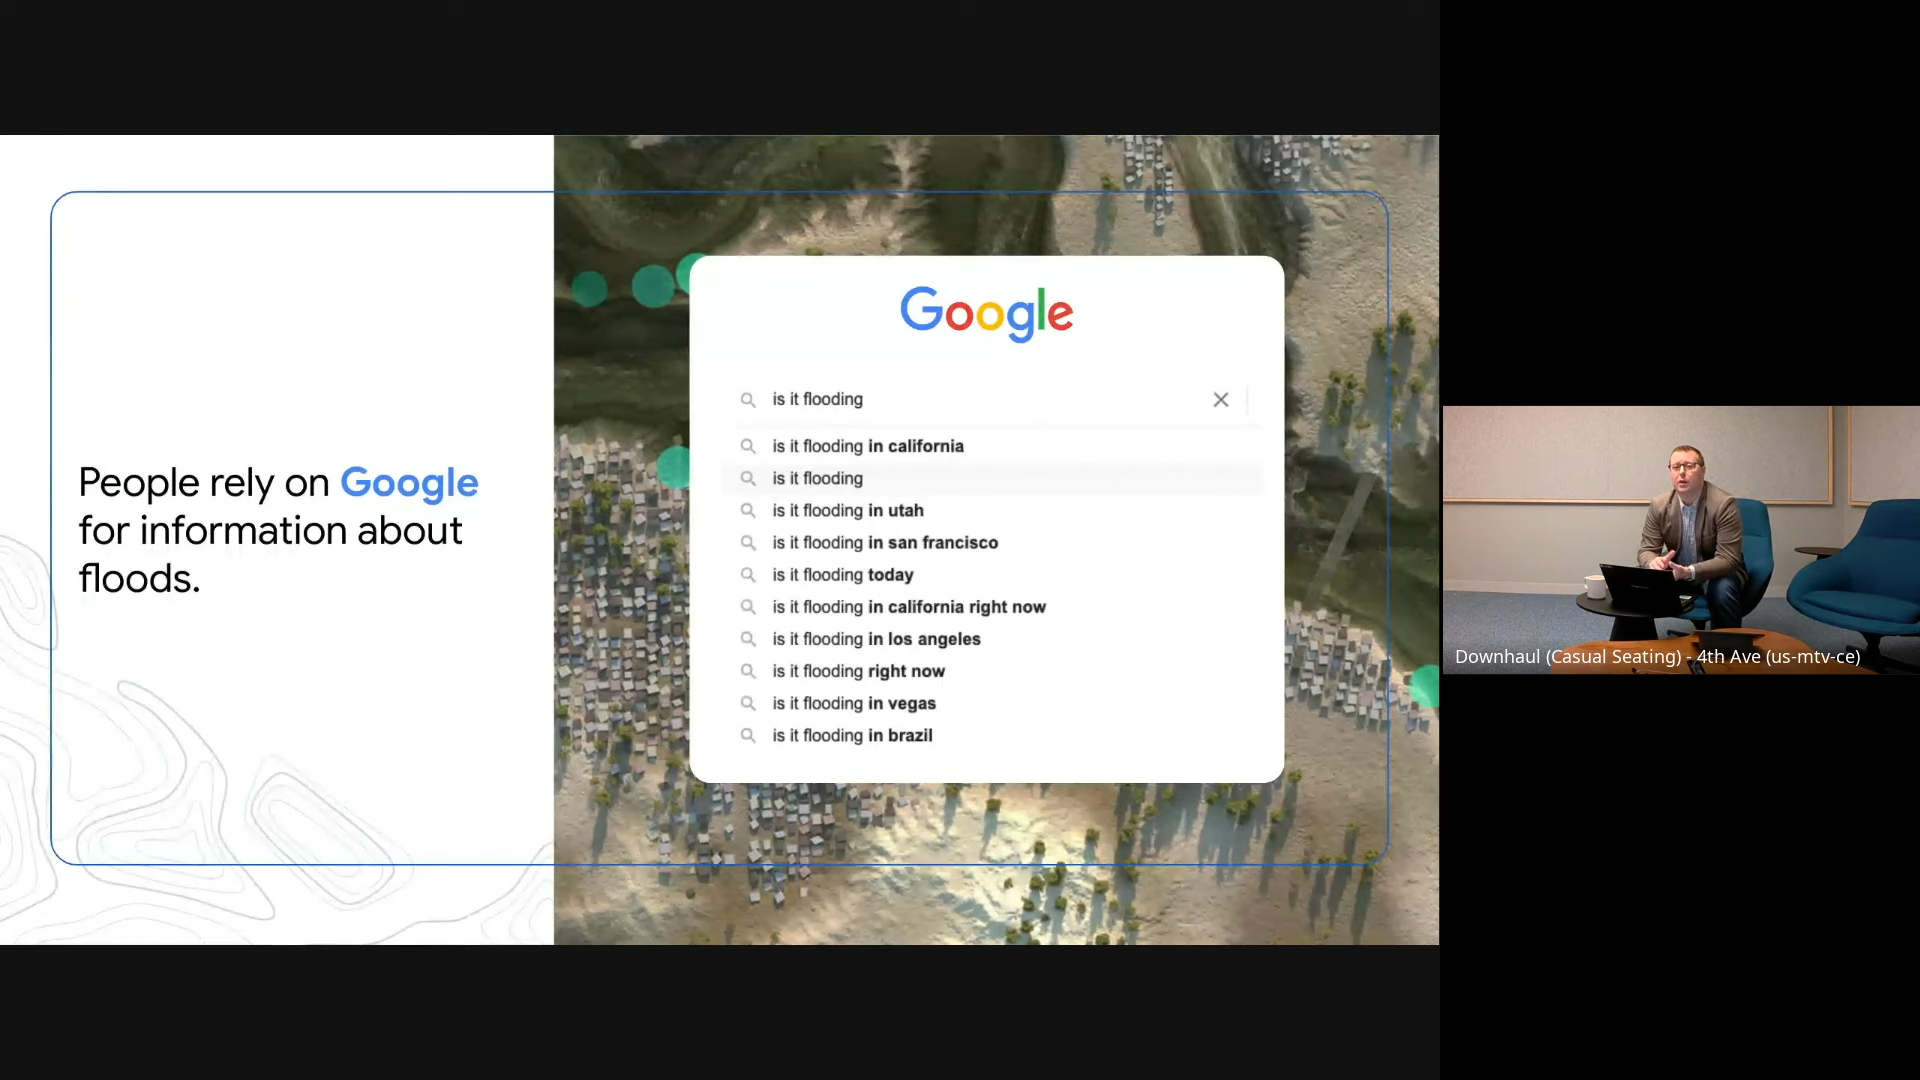 People rely on Google
for information about
floods.
Google
is it flooding
is it flooding in california
is it flooding
is it flooding in utah
is it flooding in san francisco
is it flooding today
is it flooding in california right now
is it flooding in los angeles
is it flooding right now
is it flooding in vegas
is it flooding in brazil
Downhaul (Casual Seating) - 4th Ave (us-mtv-ce)